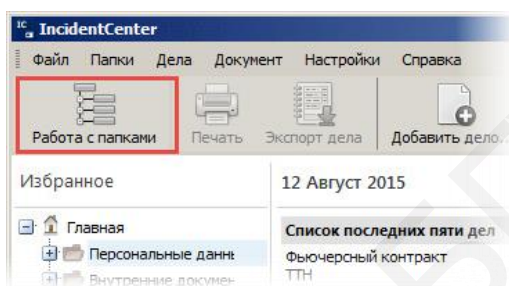 IncidentCenter
Файл Папки Дела Документ Настройки Справка
Работа с папками Печать Экспорт дела Добавить дело...
Избранное
12 Август 2015
Главная
Список последних пяти дел
Персональные
Фьючерсный контракт
Внутренние
ТТН